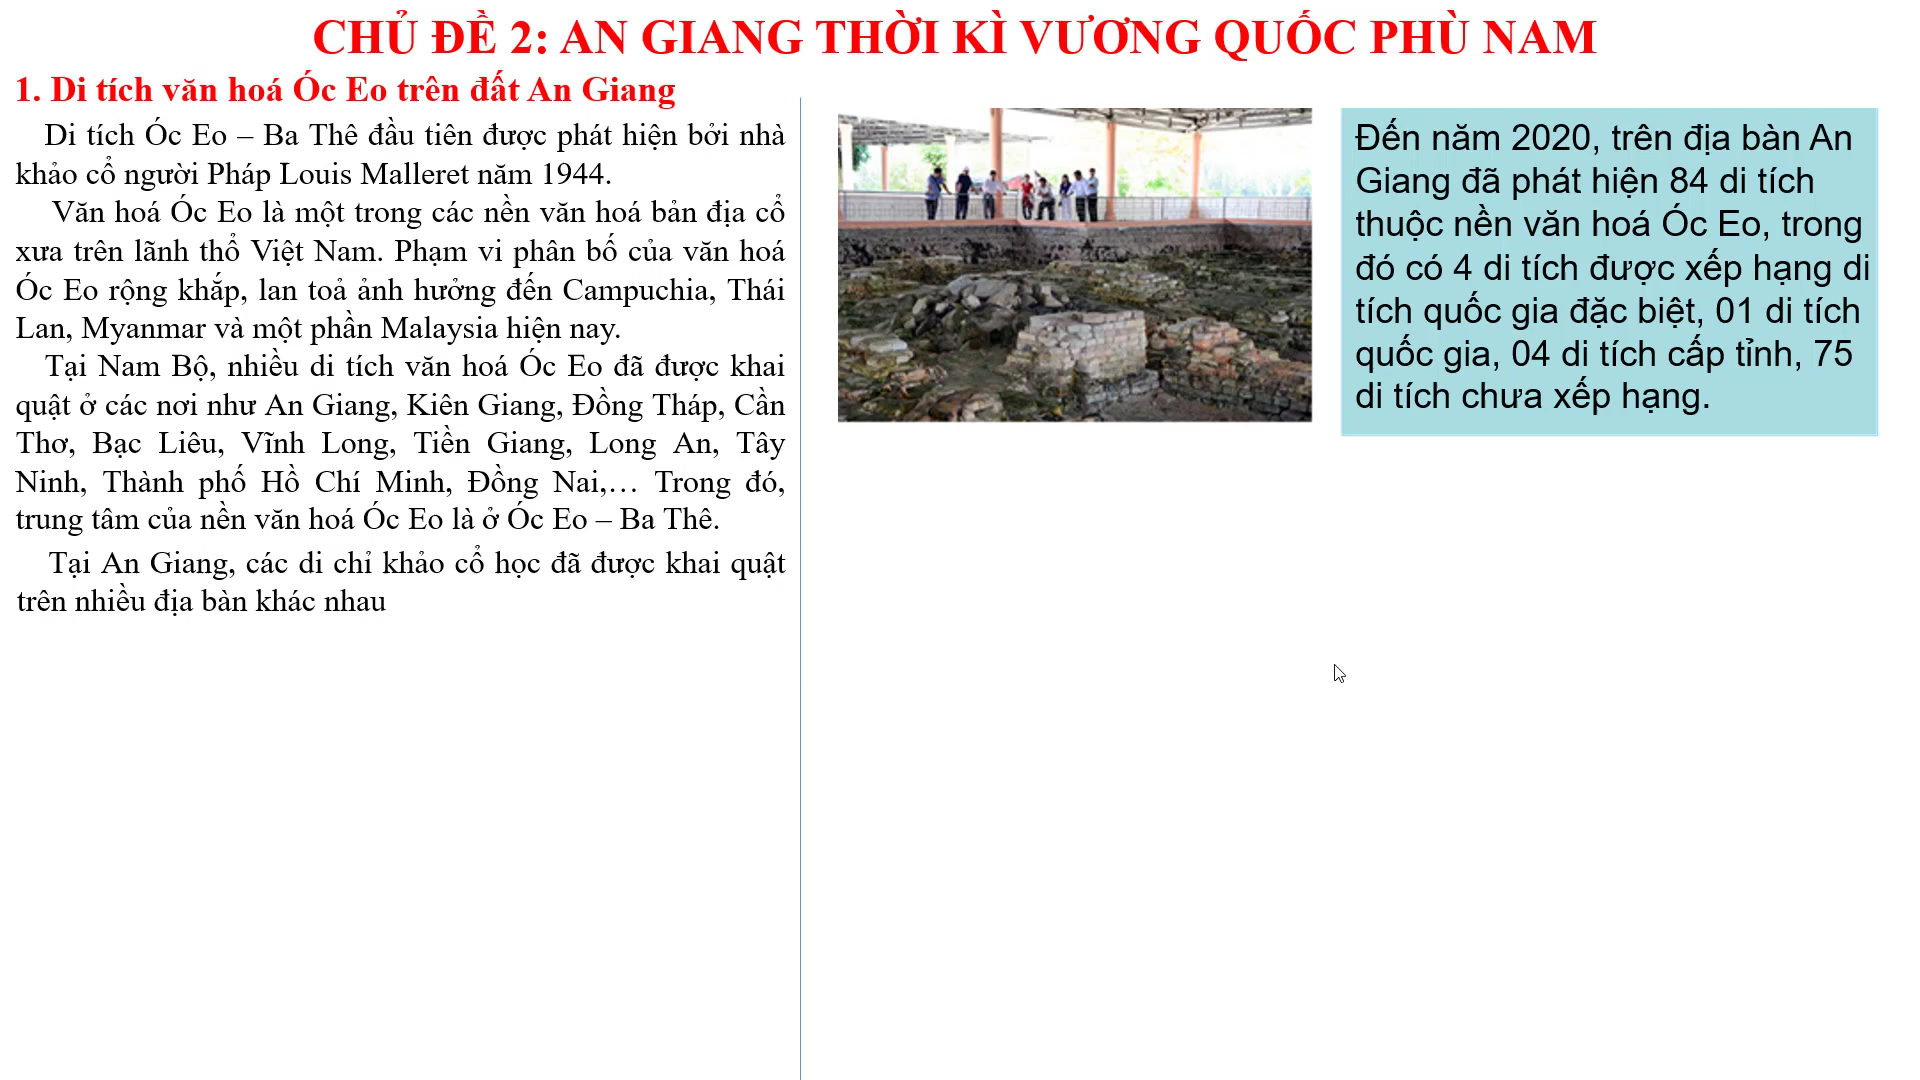 CHỦ ĐỀ 2: AN GIANG THỜI KÌ VƯƠNG QUỐC PHÙ NAM
1. Di tích văn hoá Óc Eo trên đất An Giang
Di tích Óc Eo – Ba Thê đầu tiên được phát hiện bởi nhà
khảo cổ người Pháp Louis Malleret năm 1944.
Văn hoá Óc Eo là một trong các nền văn hoá bản địa cổ
xưa trên lãnh thổ Việt Nam. Phạm vi phân bố của văn hoá
Óc Eo rộng khắp, lan toả ảnh hưởng đến Campuchia, Thái
Lan, Myanmar và một phần Malaysia hiện nay.
Tại Nam Bộ, nhiều di tích văn hoá Óc Eo đã được khai
quật ở các nơi như An Giang, Kiên Giang, Đồng Tháp, Cần
Thơ, Bạc Liêu, Vĩnh Long, Tiền Giang, Long An, Tây
Ninh, Thành phố Hồ Chí Minh, Đồng Nai,… Trong đó,
trung tâm của nền văn hoá Óc Eo là ở Óc Eo – Ba Thê.
Tại An Giang, các di chỉ khảo cổ học đã được khai quật
trên nhiều địa bàn khác nhau
Đến năm 2020, trên địa bàn An
Giang đã phát hiện 84 di tích
thuộc nền văn hoá Óc Eo, trong
đó có 4 di tích được xếp hạng di
tích quốc gia đặc biệt, 01 di tích
quốc gia, 04 di tích cấp tỉnh, 75
di tích chưa xếp hạng.